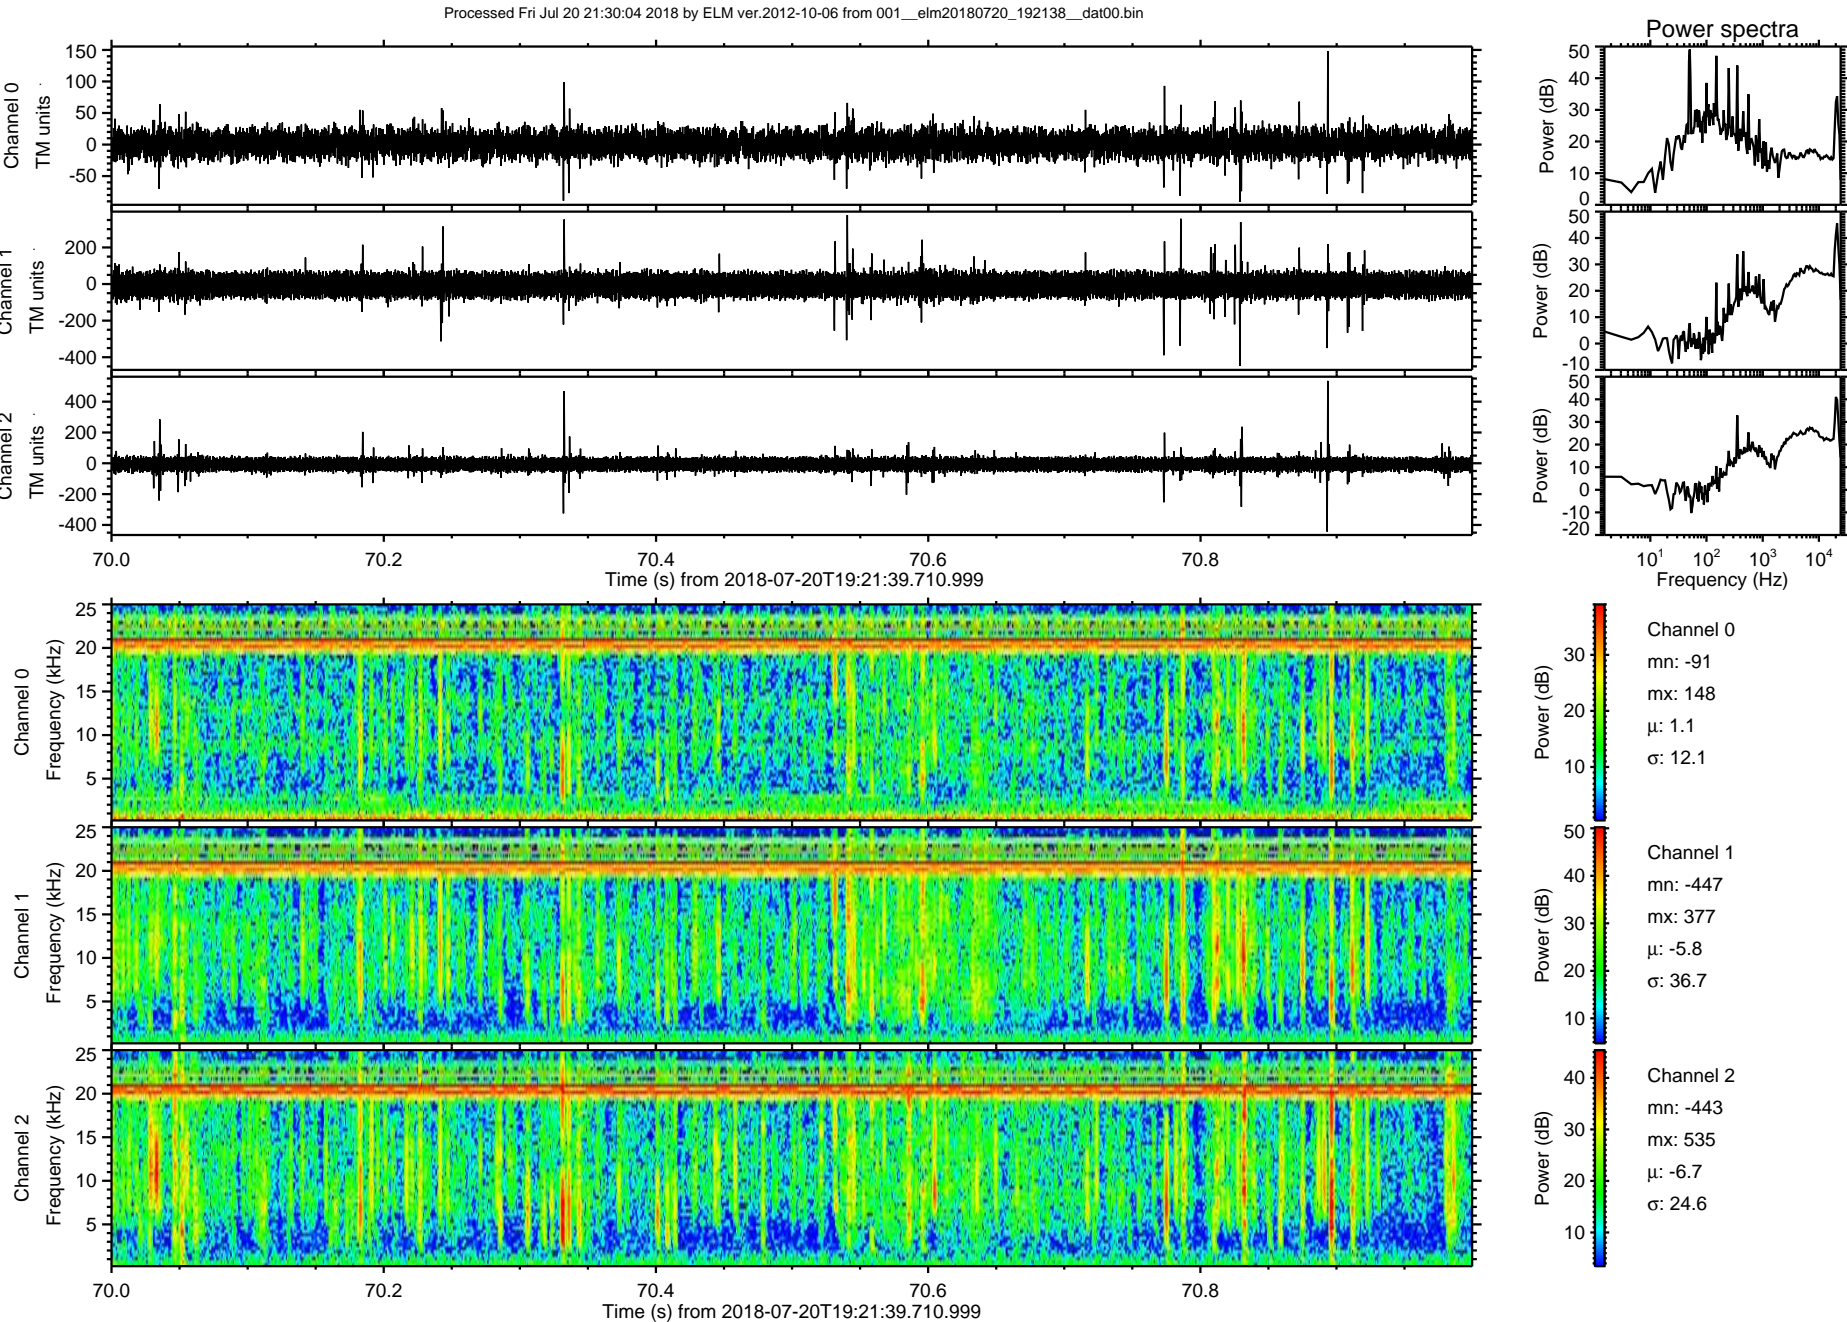 Processed Fri Jul 20 21:30:04 2018 by ELM ver.2012-10-06 from 001__elm20180720_192138__dat00.bin
Power spectra
Channel 0
TM units
150
100
50
0
-50
Power (dB)
50
40
30
20
10
0
Channel 1
TM units
200
0
-200
-400
Power (dB)
50
40
30
20
10
0
-10
Channel 2
TM units
400
200
0
-200
-400
Power (dB)
50
40
30
20
10
0
-10
-20
70.0 70.2 70.4 70.6 70.8
Time (s) from 2018-07-20T19:21:39.710.999
10^1 10^2 10^3 10^4
Frequency (Hz)
Channel 0
Frequency (kHz)
25
20
15
10
5
Power (dB)
30
20
10
Channel 0
mn: -91
mx: 148
μ: 1.1
σ: 12.1
Channel 1
Frequency (kHz)
25
20
15
10
5
Power (dB)
50
40
30
20
10
Channel 1
mn: -447
mx: 377
μ: -5.8
σ: 36.7
Channel 2
Frequency (kHz)
25
20
15
10
5
Power (dB)
40
30
20
10
Channel 2
mn: -443
mx: 535
μ: -6.7
σ: 24.6
70.0 70.2 70.4 70.6 70.8
Time (s) from 2018-07-20T19:21:39.710.999